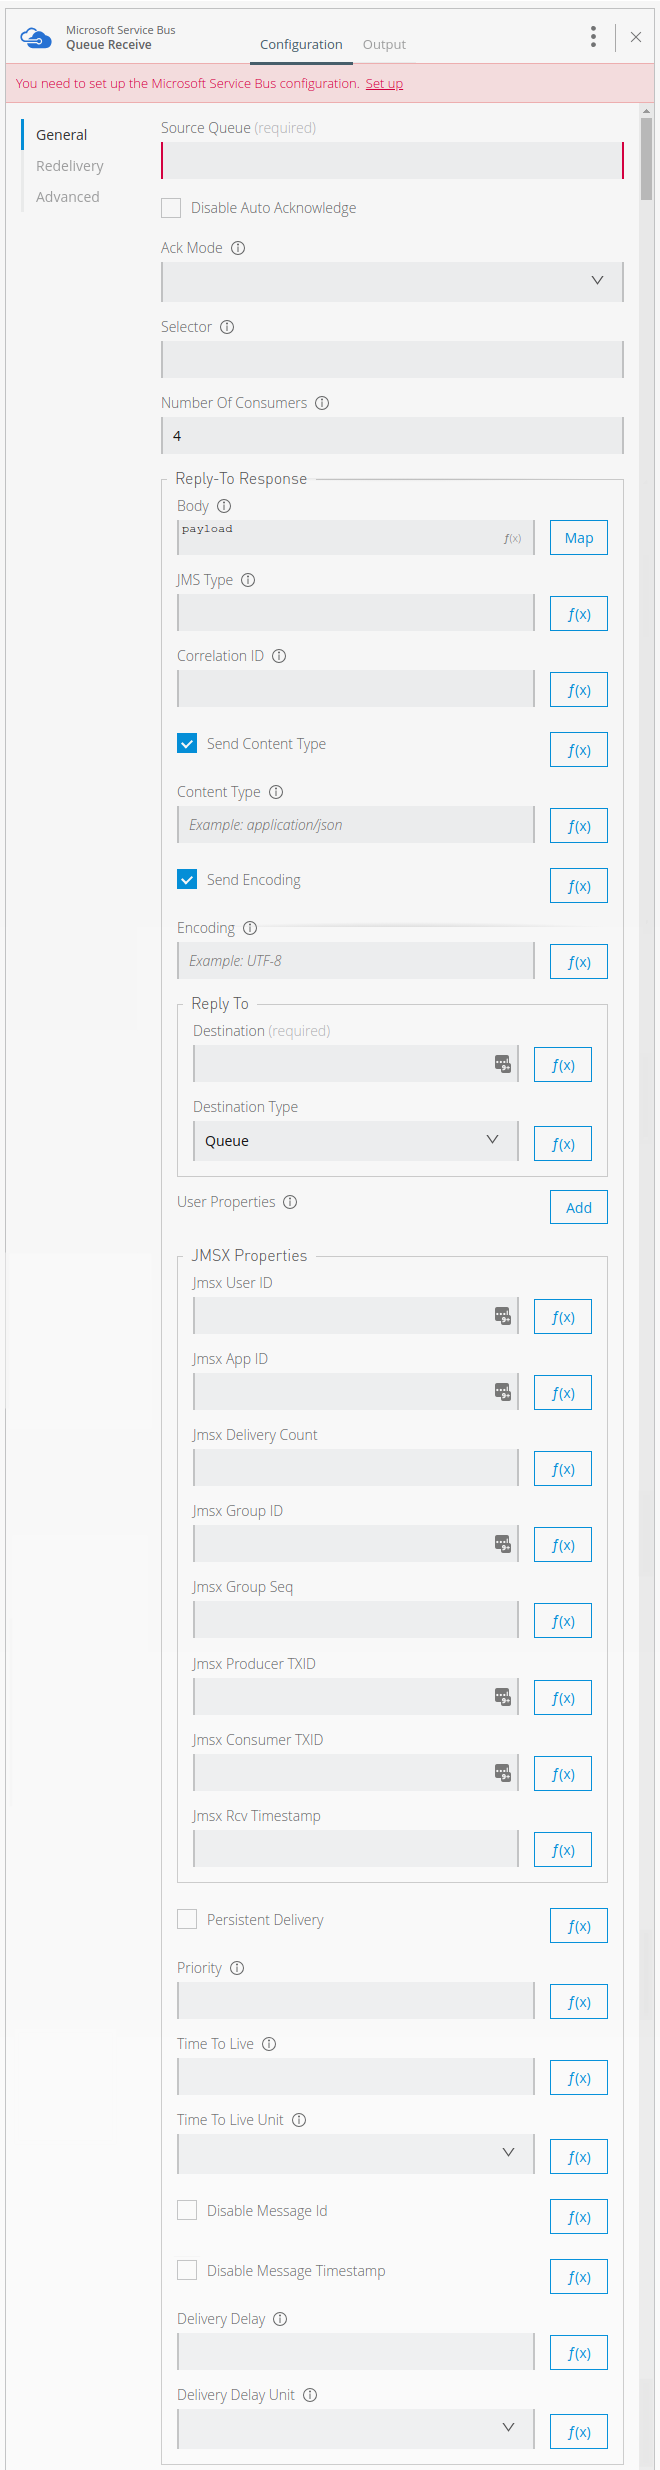 Microsoft Service Bus
Queue Receive
Configuration
Output
You need to set up the Microsoft Service Bus configuration. Set up
General
Redelivery
Advanced
Source Queue (required)
Disable Auto Acknowledge
Ack Mode
Selector
Number Of Consumers
4
Reply-To Response
Body
payload
f(x)
Map
JMS Type
f(x)
Correlation ID
f(x)
Send Content Type
f(x)
Content Type
Example: application/json
f(x)
Send Encoding
f(x)
Encoding
Example: UTF-8
f(x)
Reply To
Destination (required)
9+
f(x)
Destination Type
Queue
f(x)
User Properties
Add
JMSX Properties
Jmsx User ID
9+
f(x)
Jmsx App ID
9+
f(x)
Jmsx Delivery Count
f(x)
Jmsx Group ID
9+
f(x)
Jmsx Group Seq
f(x)
Jmsx Producer TXID
9+
f(x)
Jmsx Consumer TXID
9+
f(x)
Jmsx Rcv Timestamp
f(x)
Persistent Delivery
f(x)
Priority
f(x)
Time To Live
f(x)
Time To Live Unit
f(x)
Disable Message Id
f(x)
Disable Message Timestamp
f(x)
Delivery Delay
f(x)
Delivery Delay Unit
f(x)